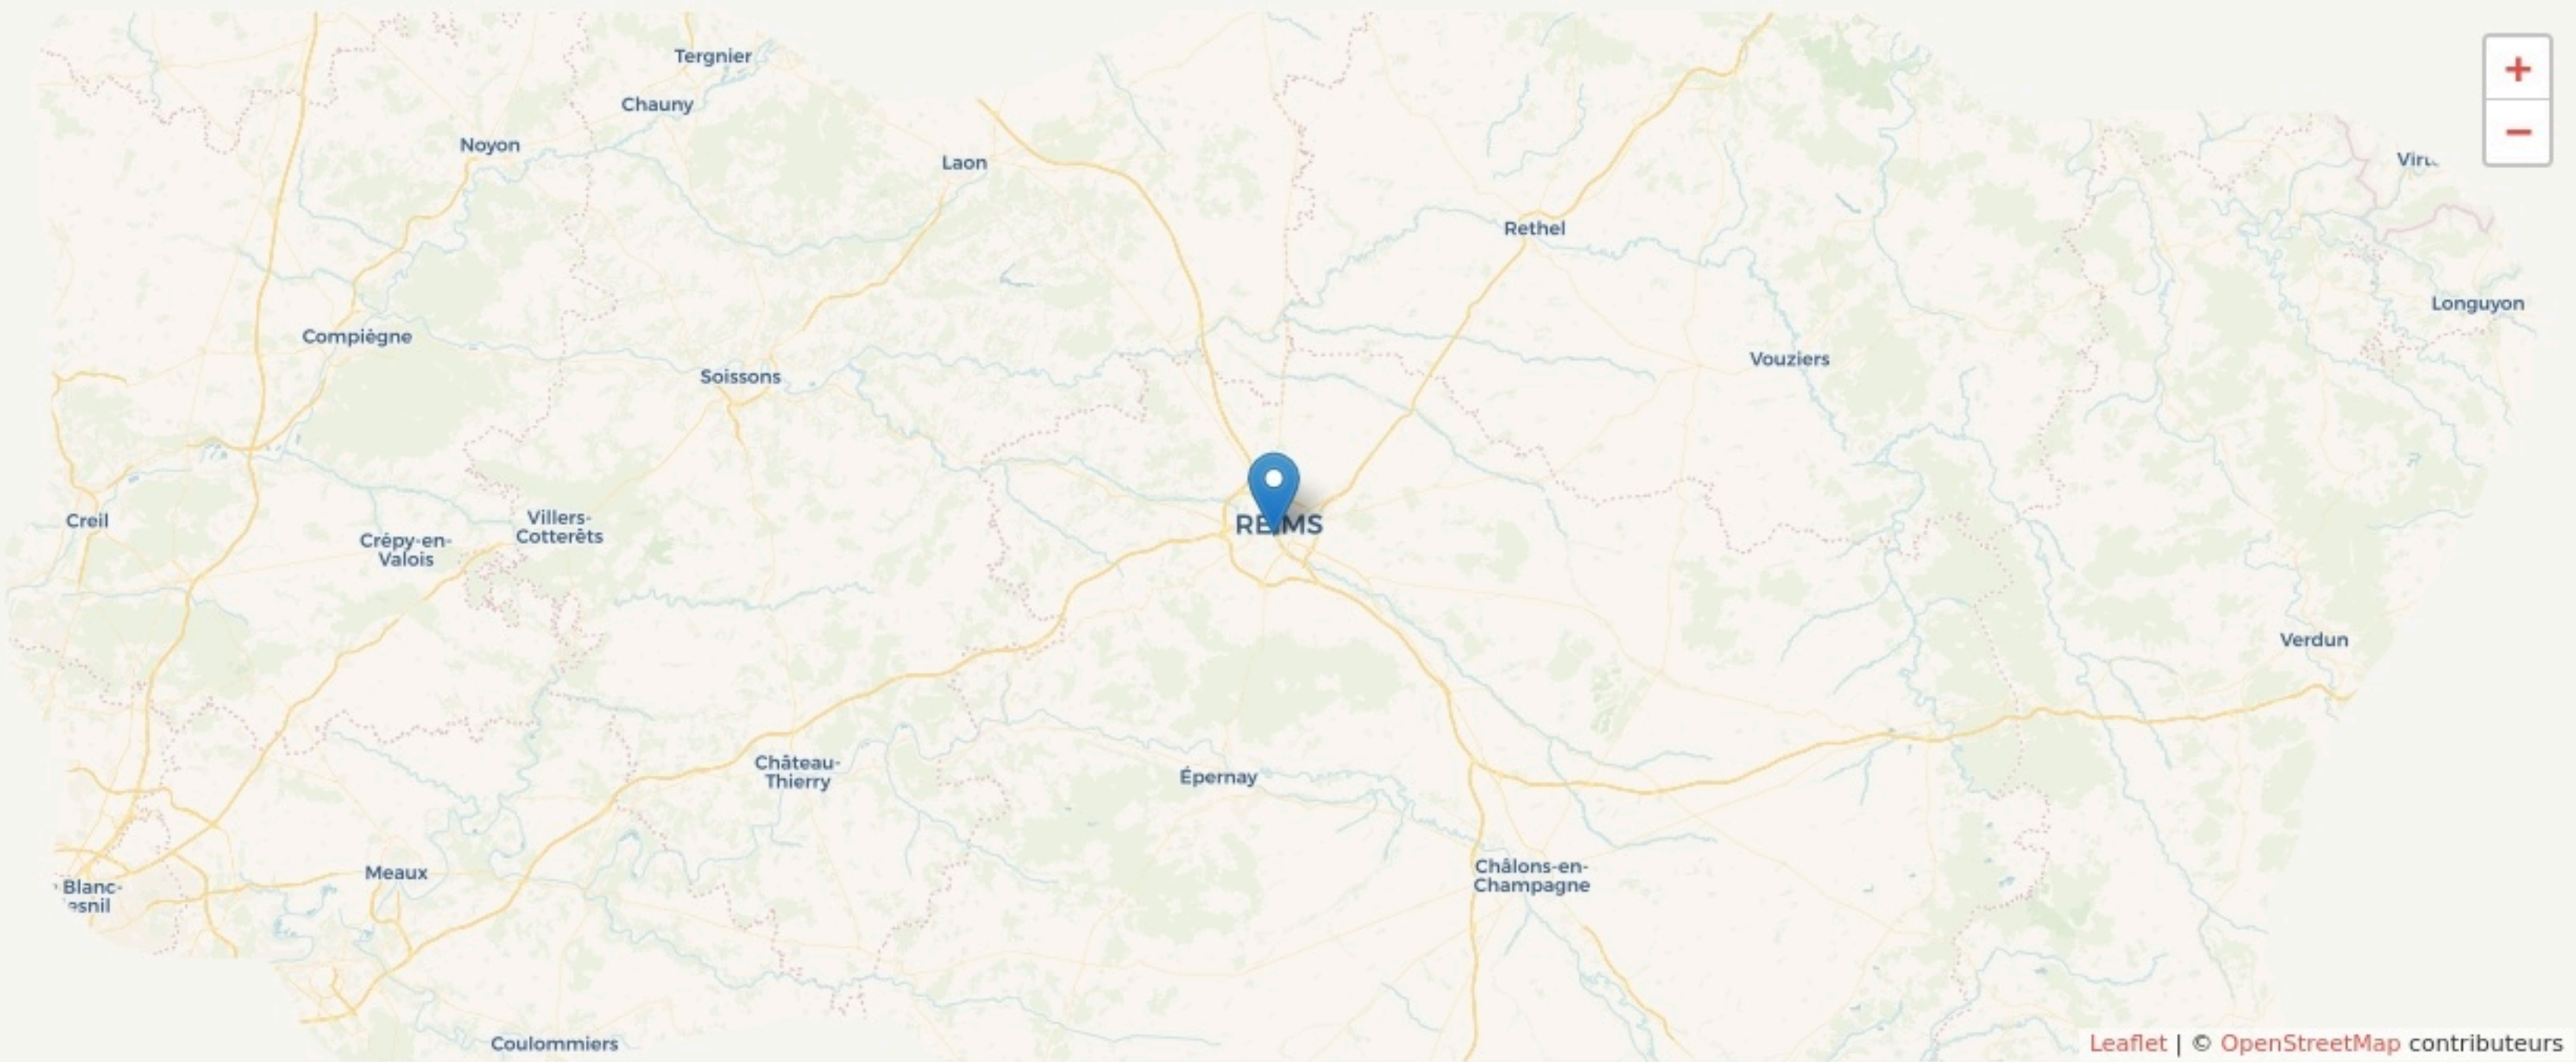 Tergnier
Chauny
Noyon
Laon
Rethel
Longuyon
Compiègne
Vouziers
Soissons
REIMS
Creil
Villers-
Cotterêts
Crépy-en-
Valois
Verdun
Château-
Thierry
Épernay
Meaux
Châlons-en-
Champagne
Blanc-
Coulommiers
+
−
Leaflet | © OpenStreetMap contributeurs